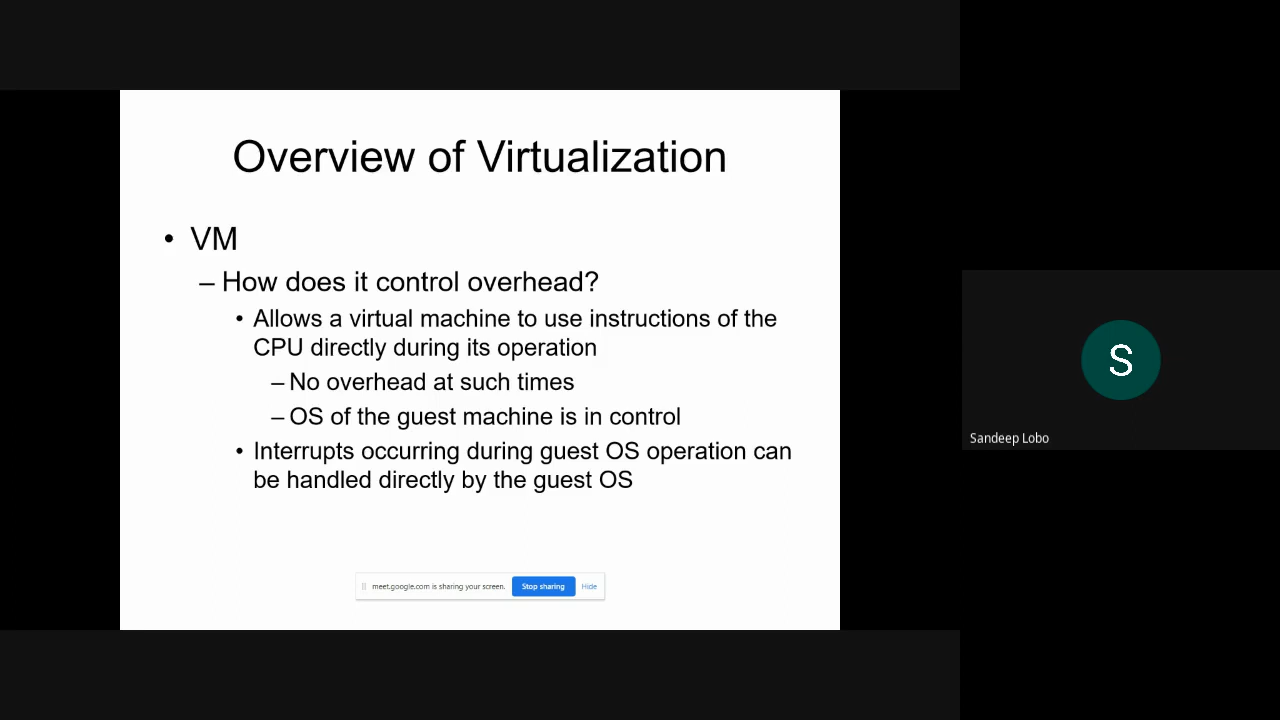 Overview of Virtualization
• VM
– How does it control overhead?
• Allows a virtual machine to use instructions of the
CPU directly during its operation
– No overhead at such times
– OS of the guest machine is in control
• Interrupts occurring during guest OS operation can
be handled directly by the guest OS
meet.google.com is sharing your screen. Stop sharing Hide
S
Sandeep Lobo